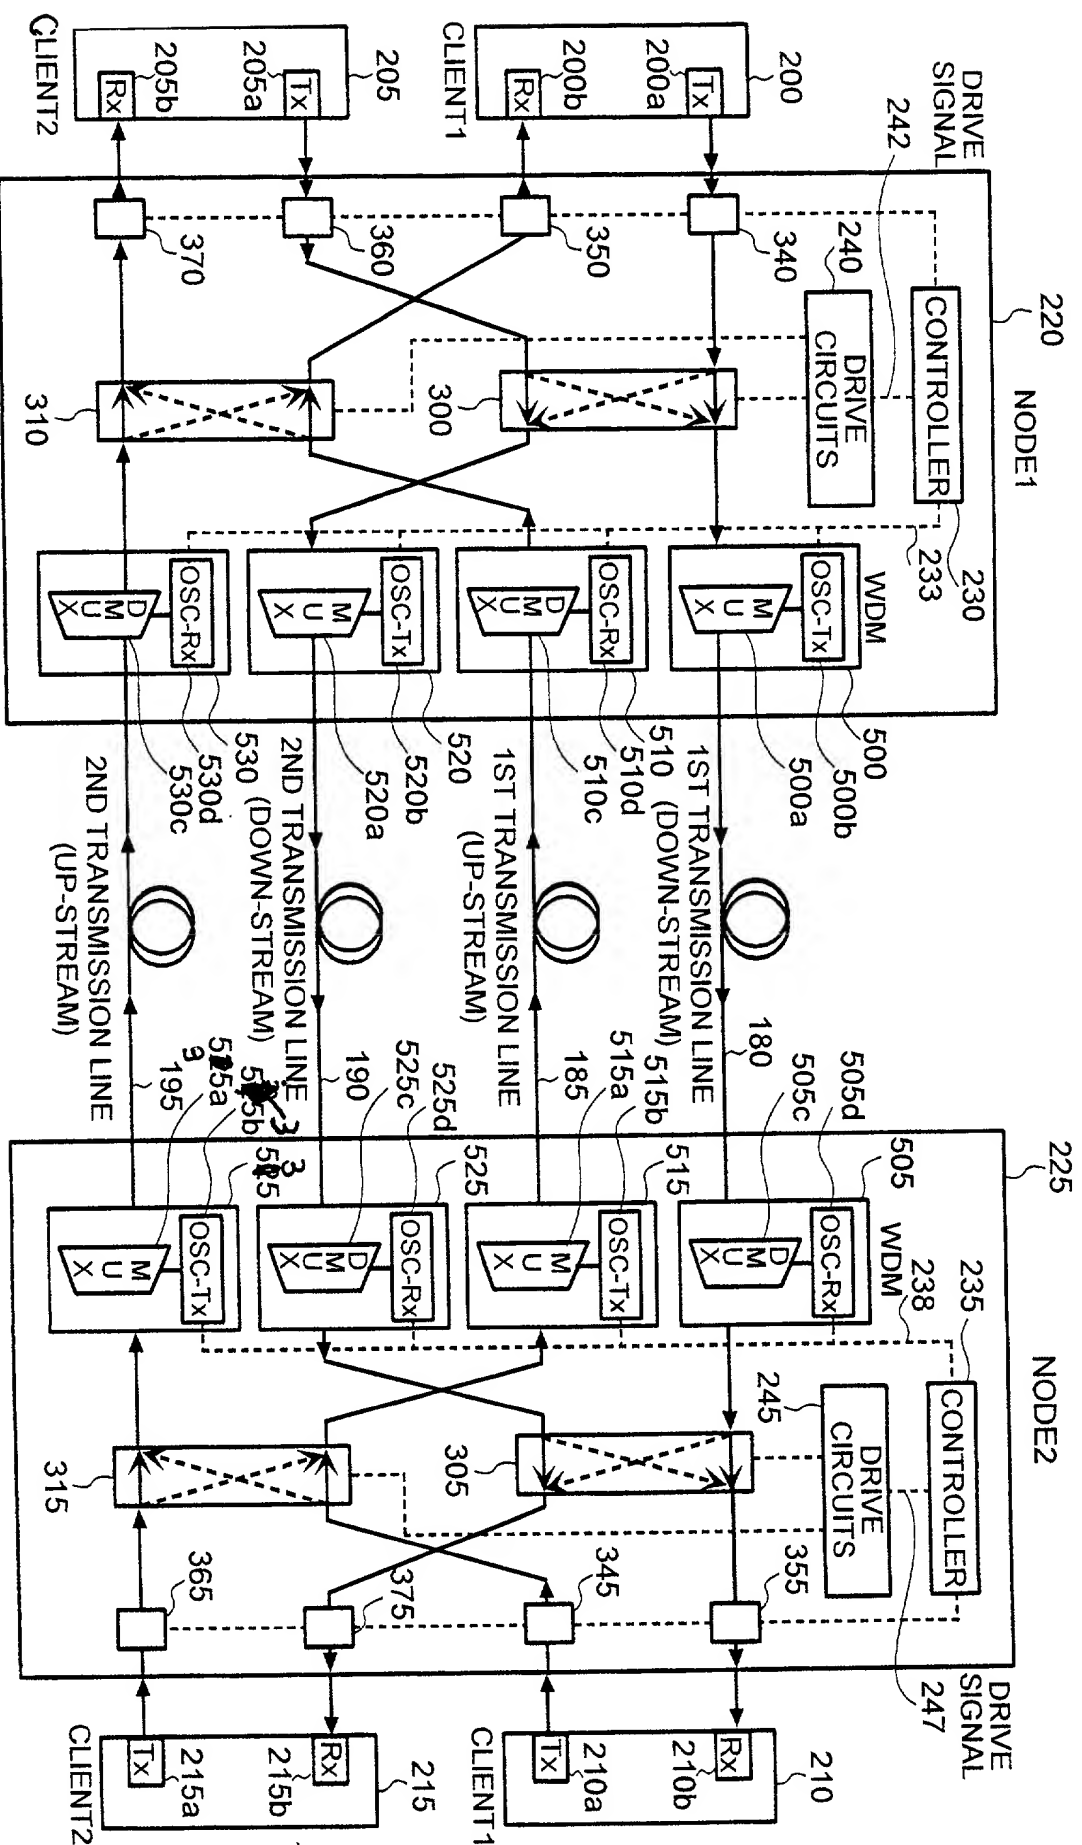 CLIENT2
205
Tx
205a
Rx
205b
CLIENT1
200
Tx
200a
Rx
200b
DRIVE
SIGNAL
242
220
NODE1
CONTROLLER
230
240
DRIVE
CIRCUITS
233
340
350
360
370
300
310
WDM
OSC-Tx
MUX
500
500b
500a
OSC-Rx
DMUX
510
510d
510c
OSC-Tx
MUX
520
520b
520a
OSC-Rx
DMUX
530
530d
530c
1ST TRANSMISSION LINE
(DOWN-STREAM)
180
1ST TRANSMISSION LINE
(UP-STREAM)
185
2ND TRANSMISSION LINE
(DOWN-STREAM)
190
2ND TRANSMISSION LINE
(UP-STREAM)
195
225
NODE2
505
505d
505c
OSC-Rx
DMUX
WDM
238
235
CONTROLLER
515
515b
515a
OSC-Tx
MUX
525
525d
525c
OSC-Rx
DMUX
3
3
3
OSC-Tx
MUX
245
DRIVE
CIRCUITS
247
DRIVE
SIGNAL
305
315
355
345
375
365
210
Rx
210b
Tx
210a
CLIENT1
215
Rx
215b
Tx
215a
CLIENT2